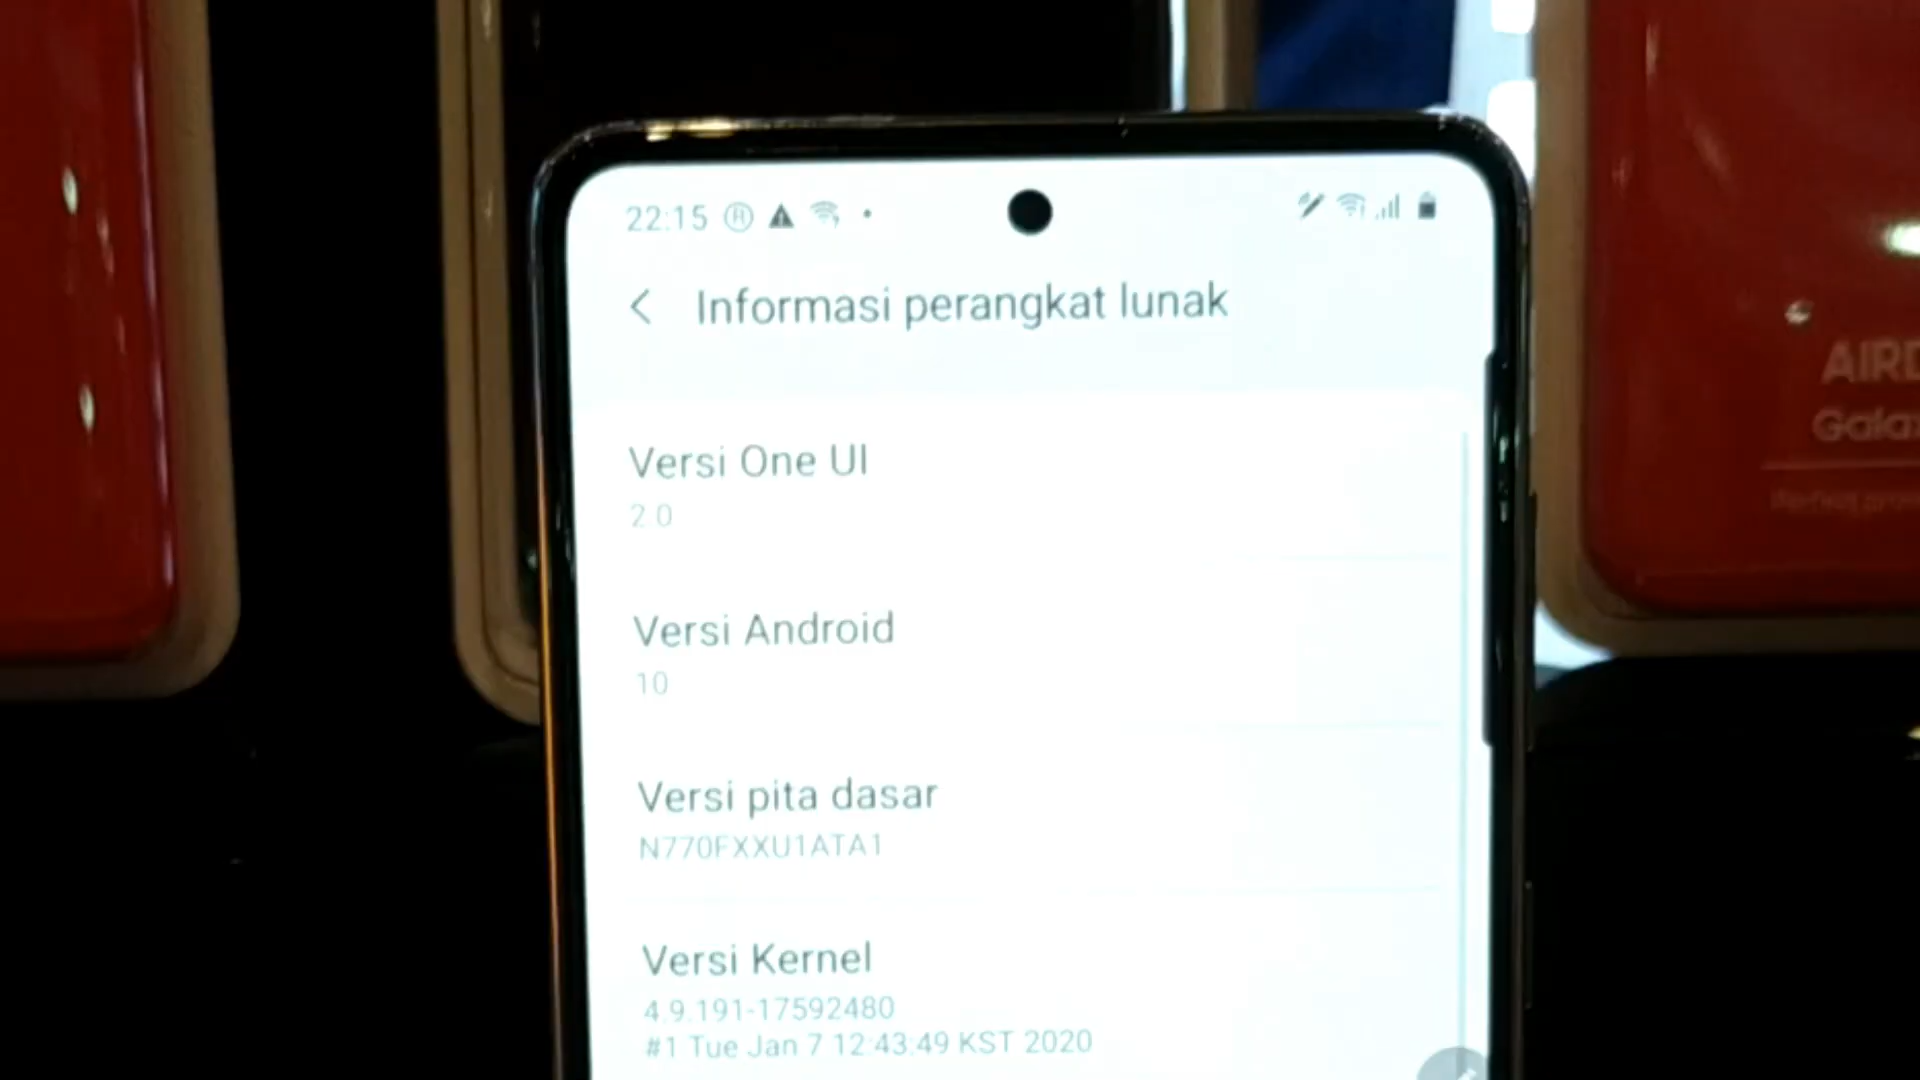 22:15
Informasi perangkat lunak
Versi One UI
2.0
Versi Android
10
Versi pita dasar
N770FXXU1ATA1
Versi Kernel
4.9.191-17592480
#1 Tue Jan 7 12:43:49 KST 2020